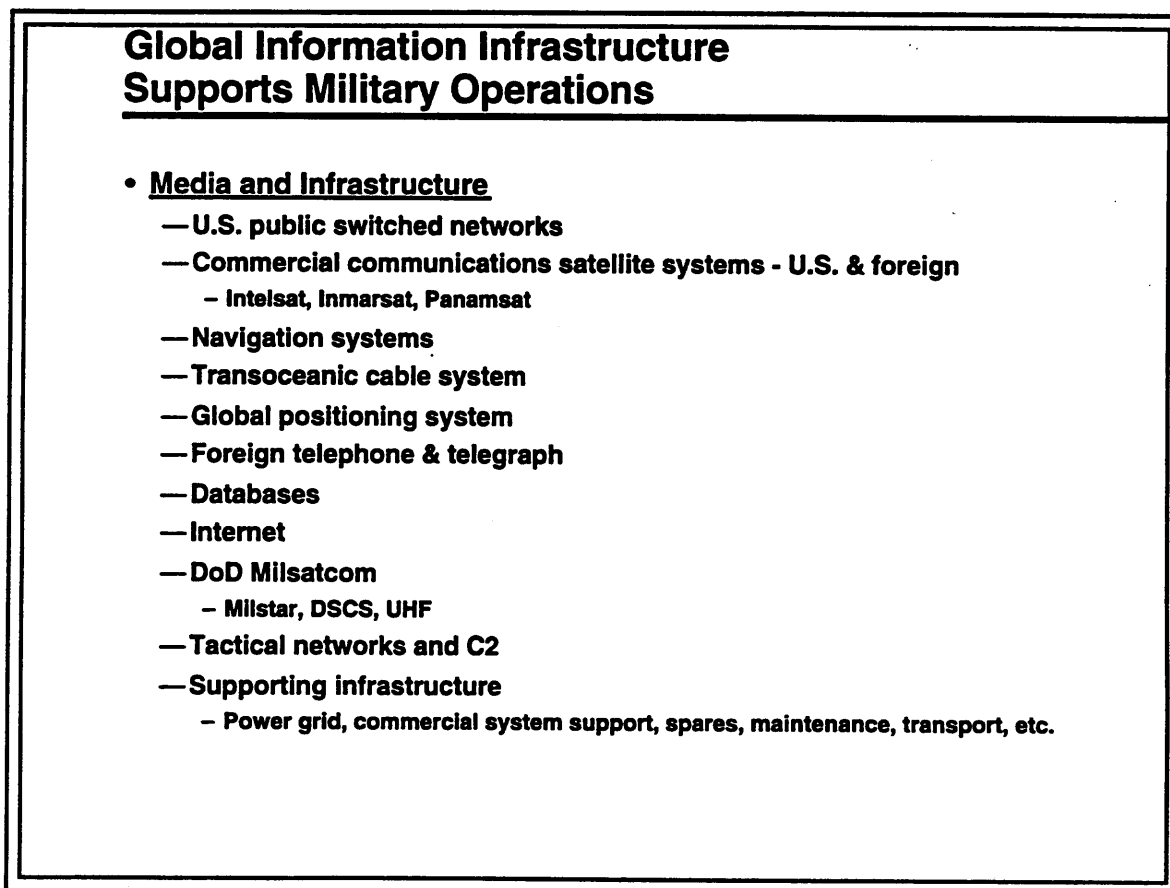 Global Information Infrastructure
Supports Military Operations
• Media and Infrastructure
—U.S. public switched networks
—Commercial communications satellite systems - U.S. & foreign
– Intelsat, Inmarsat, Panamsat
—Navigation systems
—Transoceanic cable system
—Global positioning system
—Foreign telephone & telegraph
—Databases
—Internet
—DoD Milsatcom
– Milstar, DSCS, UHF
—Tactical networks and C2
—Supporting infrastructure
– Power grid, commercial system support, spares, maintenance, transport, etc.